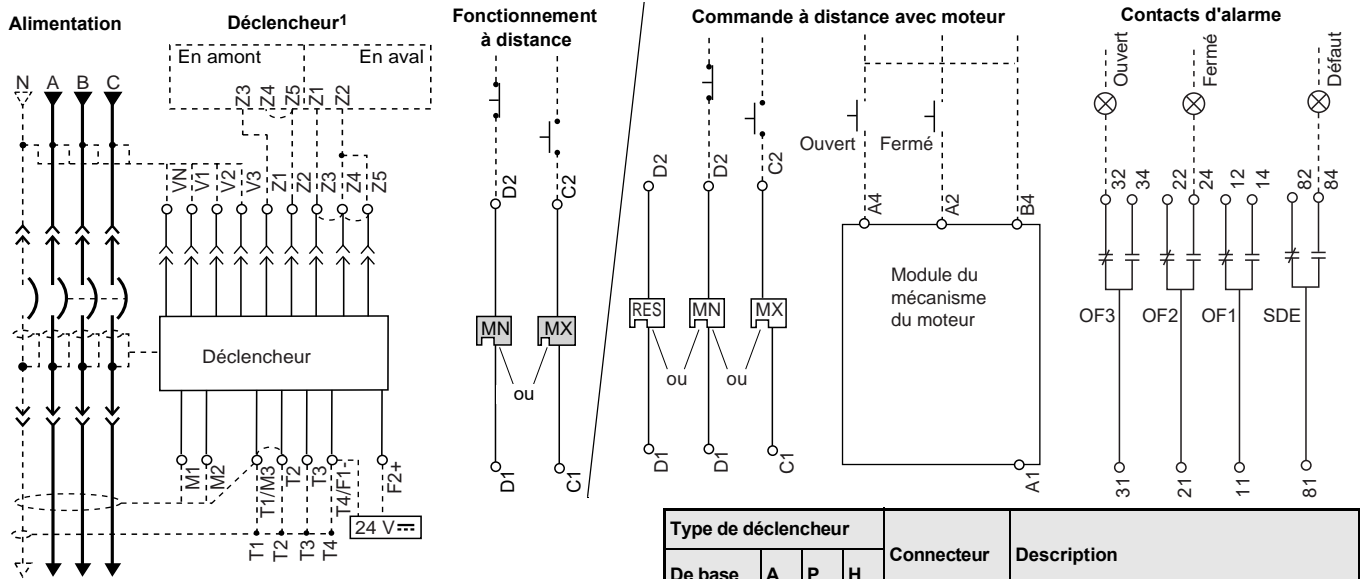 Alimentation
Déclencheur1
Fonctionnement
à distance
Commande à distance avec moteur
Contacts d'alarme
En amont
En aval
N A B C
Z3 Z4 Z5 Z1 Z2
VN V1 V2 V3 Z1 Z2 Z3 Z4 Z5
Déclencheur
M1 M2 T1/M3 T2 T3 T4/F1- F2+
24 V
T1 T2 T3 T4
D2 C2
MN MX
ou
D1 C1
D2 D2 C2
RES MN MX
ou ou
D1 D1 C1
Ouvert Fermé
A4 A2 B4
Module du
mécanisme
du moteur
A1
Ouvert Fermé Défaut
32 34 22 24 12 14 82 84
OF3 OF2 OF1 SDE
31 21 11 81
Type de déclencheur
Connecteur
Description
De base A P H